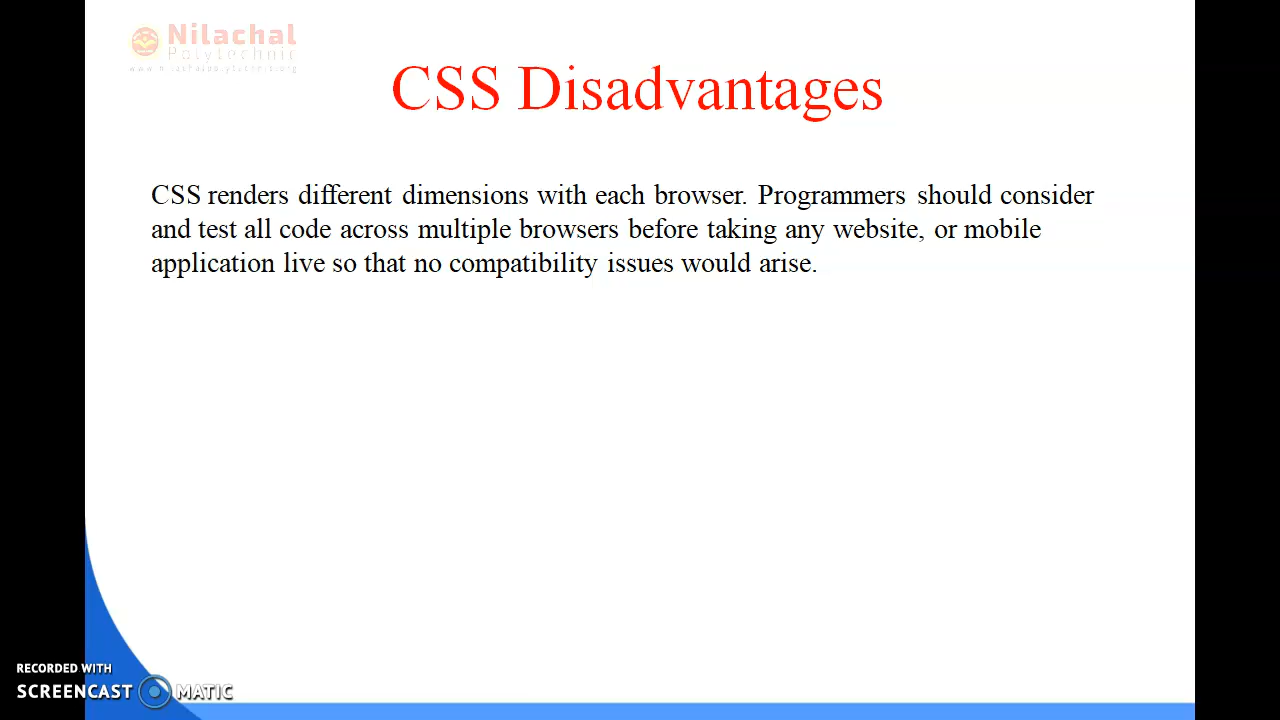 Nilachal
Polytechnic
CSS Disadvantages
CSS renders different dimensions with each browser. Programmers should consider
and test all code across multiple browsers before taking any website, or mobile
application live so that no compatibility issues would arise.
RECORDED WITH
SCREENCAST MATIC